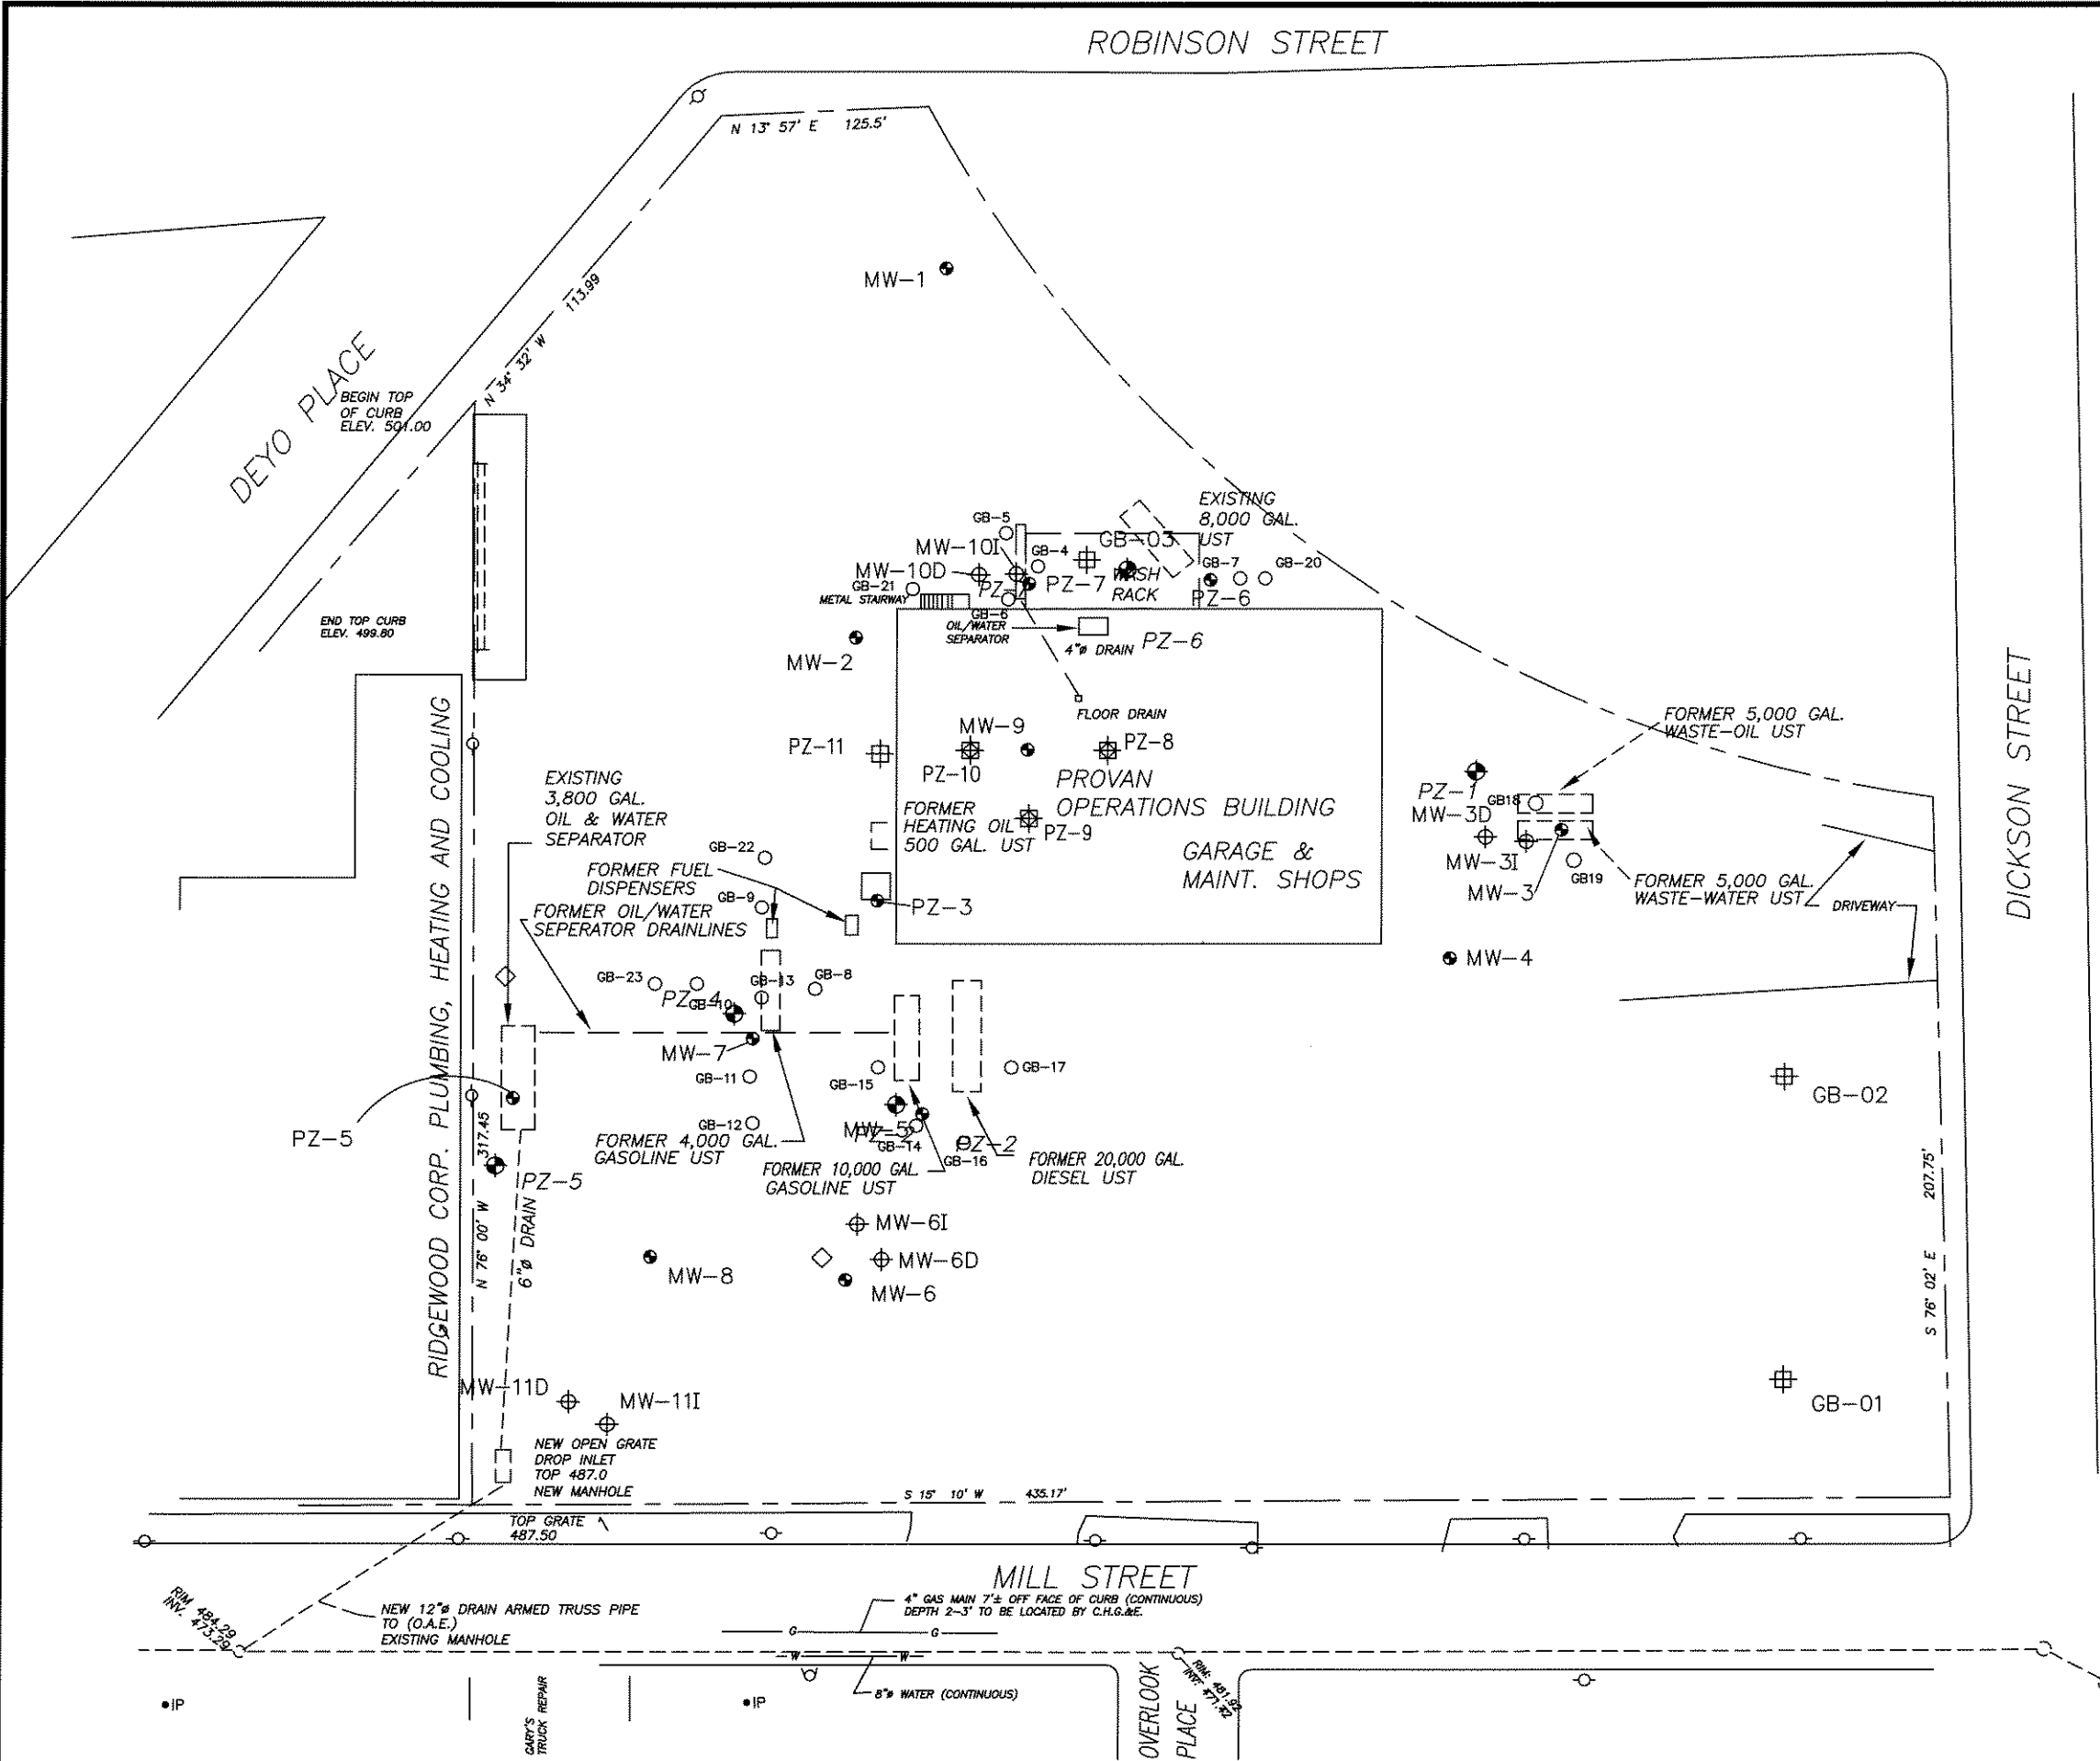 ROBINSON STREET
N 13° 57' E 125.5'
MW-1
N 34° 32' W 113.99
DEYO PLACE
BEGIN TOP
OF CURB
ELEV. 501.00
END TOP CURB
ELEV. 499.80
EXISTING
8,000 GAL.
UST
GB-5
MW-10I
GB-4
GB-03
MW-10D
GB-7
GB-20
GB-21
PZ-7
WASH
RACK
PZ-6
METAL STAIRWAY
GB-6
OIL/WATER
SEPARATOR
4"ø DRAIN
PZ-6
MW-2
FLOOR DRAIN
MW-9
PZ-11
PZ-8
PZ-10
PROVAN
OPERATIONS BUILDING
FORMER
HEATING OIL
500 GAL. UST
PZ-9
GARAGE &
MAINT. SHOPS
FORMER 5,000 GAL.
WASTE-OIL UST
DICKSON STREET
PZ-1
GB18
MW-3D
MW-3I
MW-3
GB19
FORMER 5,000 GAL.
WASTE-WATER UST
DRIVEWAY
MW-4
EXISTING
3,800 GAL.
OIL & WATER
SEPARATOR
GB-22
FORMER FUEL
DISPENSERS
GB-9
PZ-3
FORMER OIL/WATER
SEPERATOR DRAINLINES
GB-23
PZ-4
GB-10
GB-13
GB-8
MW-7
GB-11
GB-15
GB-17
GB-12
MW-5
PZ-2
GB-14
PZ-2
GB-16
FORMER 4,000 GAL.
GASOLINE UST
FORMER 10,000 GAL.
GASOLINE UST
FORMER 20,000 GAL.
DIESEL UST
PZ-5
317.45
PZ-5
N 76° 00' W
6"ø DRAIN
RIDGEWOOD CORP. PLUMBING, HEATING AND COOLING
MW-6I
MW-6D
MW-6
MW-8
GB-02
GB-01
S 76° 02' E 207.75'
MW-11D
MW-11I
NEW OPEN GRATE
DROP INLET
TOP 487.0
NEW MANHOLE
S 15° 10' W 435.17'
TOP GRATE
487.50
MILL STREET
4" GAS MAIN 7'± OFF FACE OF CURB (CONTINUOUS)
DEPTH 2-3' TO BE LOCATED BY C.H.G.&E.
RIM 484.29
INV. 473.29
NEW 12"ø DRAIN ARMED TRUSS PIPE
TO (O.A.E.)
EXISTING MANHOLE
G G
W W
8"ø WATER (CONTINUOUS)
IP
GARY'S
TRUCK REPAIR
IP
OVERLOOK
PLACE
RIM: 481.92
INV: 471.42